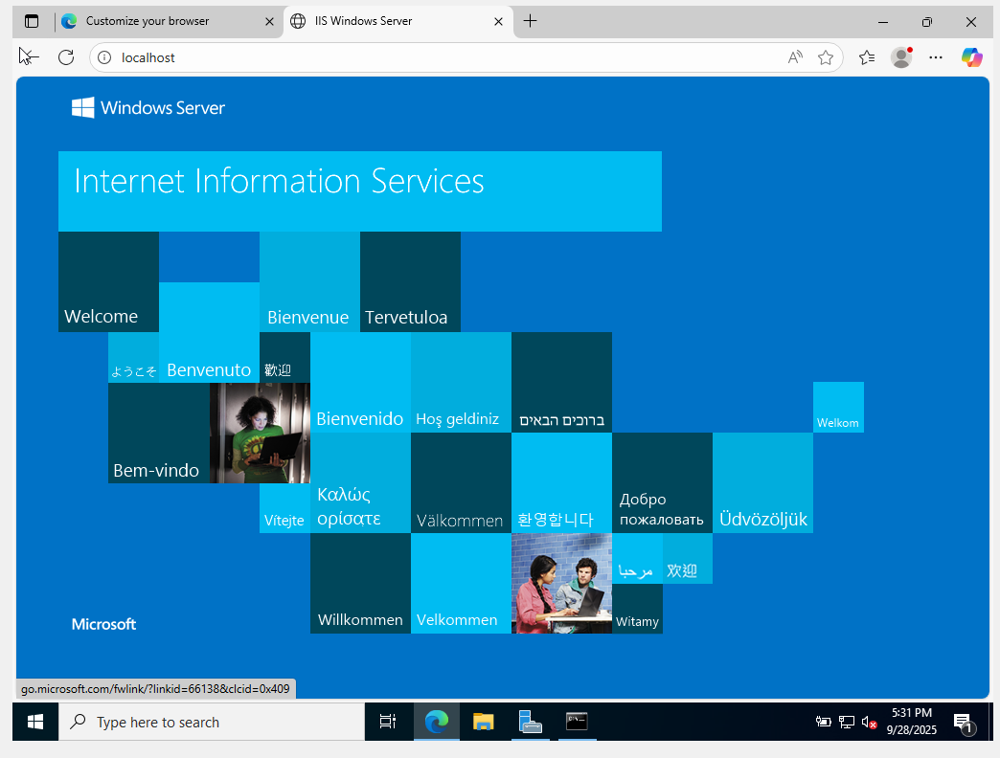 Customize your browser
IIS Windows Server
localhost
Windows Server
Internet Information Services
Welcome
Bienvenue
Tervetuloa
ようこそ
Benvenuto
歡迎
Bienvenido
Hoş geldiniz
ברוכים הבאים
Welkom
Bem-vindo
Vítejte
Καλώς
ορίσατε
Välkommen
환영합니다
Добро
пожаловать
Üdvözöljük
Willkommen
Velkommen
مرحبا
欢迎
Witamy
Microsoft
go.microsoft.com/fwlink/?linkid=66138&clcid=0x409
Type here to search
5:31 PM
9/28/2025
1